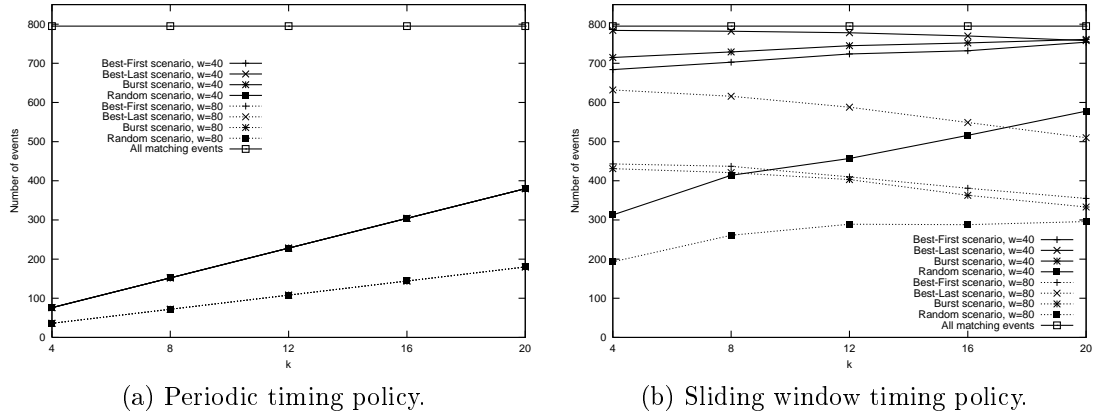 800
700
600
500
400
300
200
100
0
Number of events
Best-First scenario, w=40
Best-Last scenario, w=40
Burst scenario, w=40
Random scenario, w=40
Best-First scenario, w=80
Best-Last scenario, w=80
Burst scenario, w=80
Random scenario, w=80
All matching events
4 8 12 16 20
k
(a) Periodic timing policy.
800
700
600
500
400
300
200
100
0
Number of events
Best-First scenario, w=40
Best-Last scenario, w=40
Burst scenario, w=40
Random scenario, w=40
Best-First scenario, w=80
Best-Last scenario, w=80
Burst scenario, w=80
Random scenario, w=80
All matching events
4 8 12 16 20
k
(b) Sliding window timing policy.